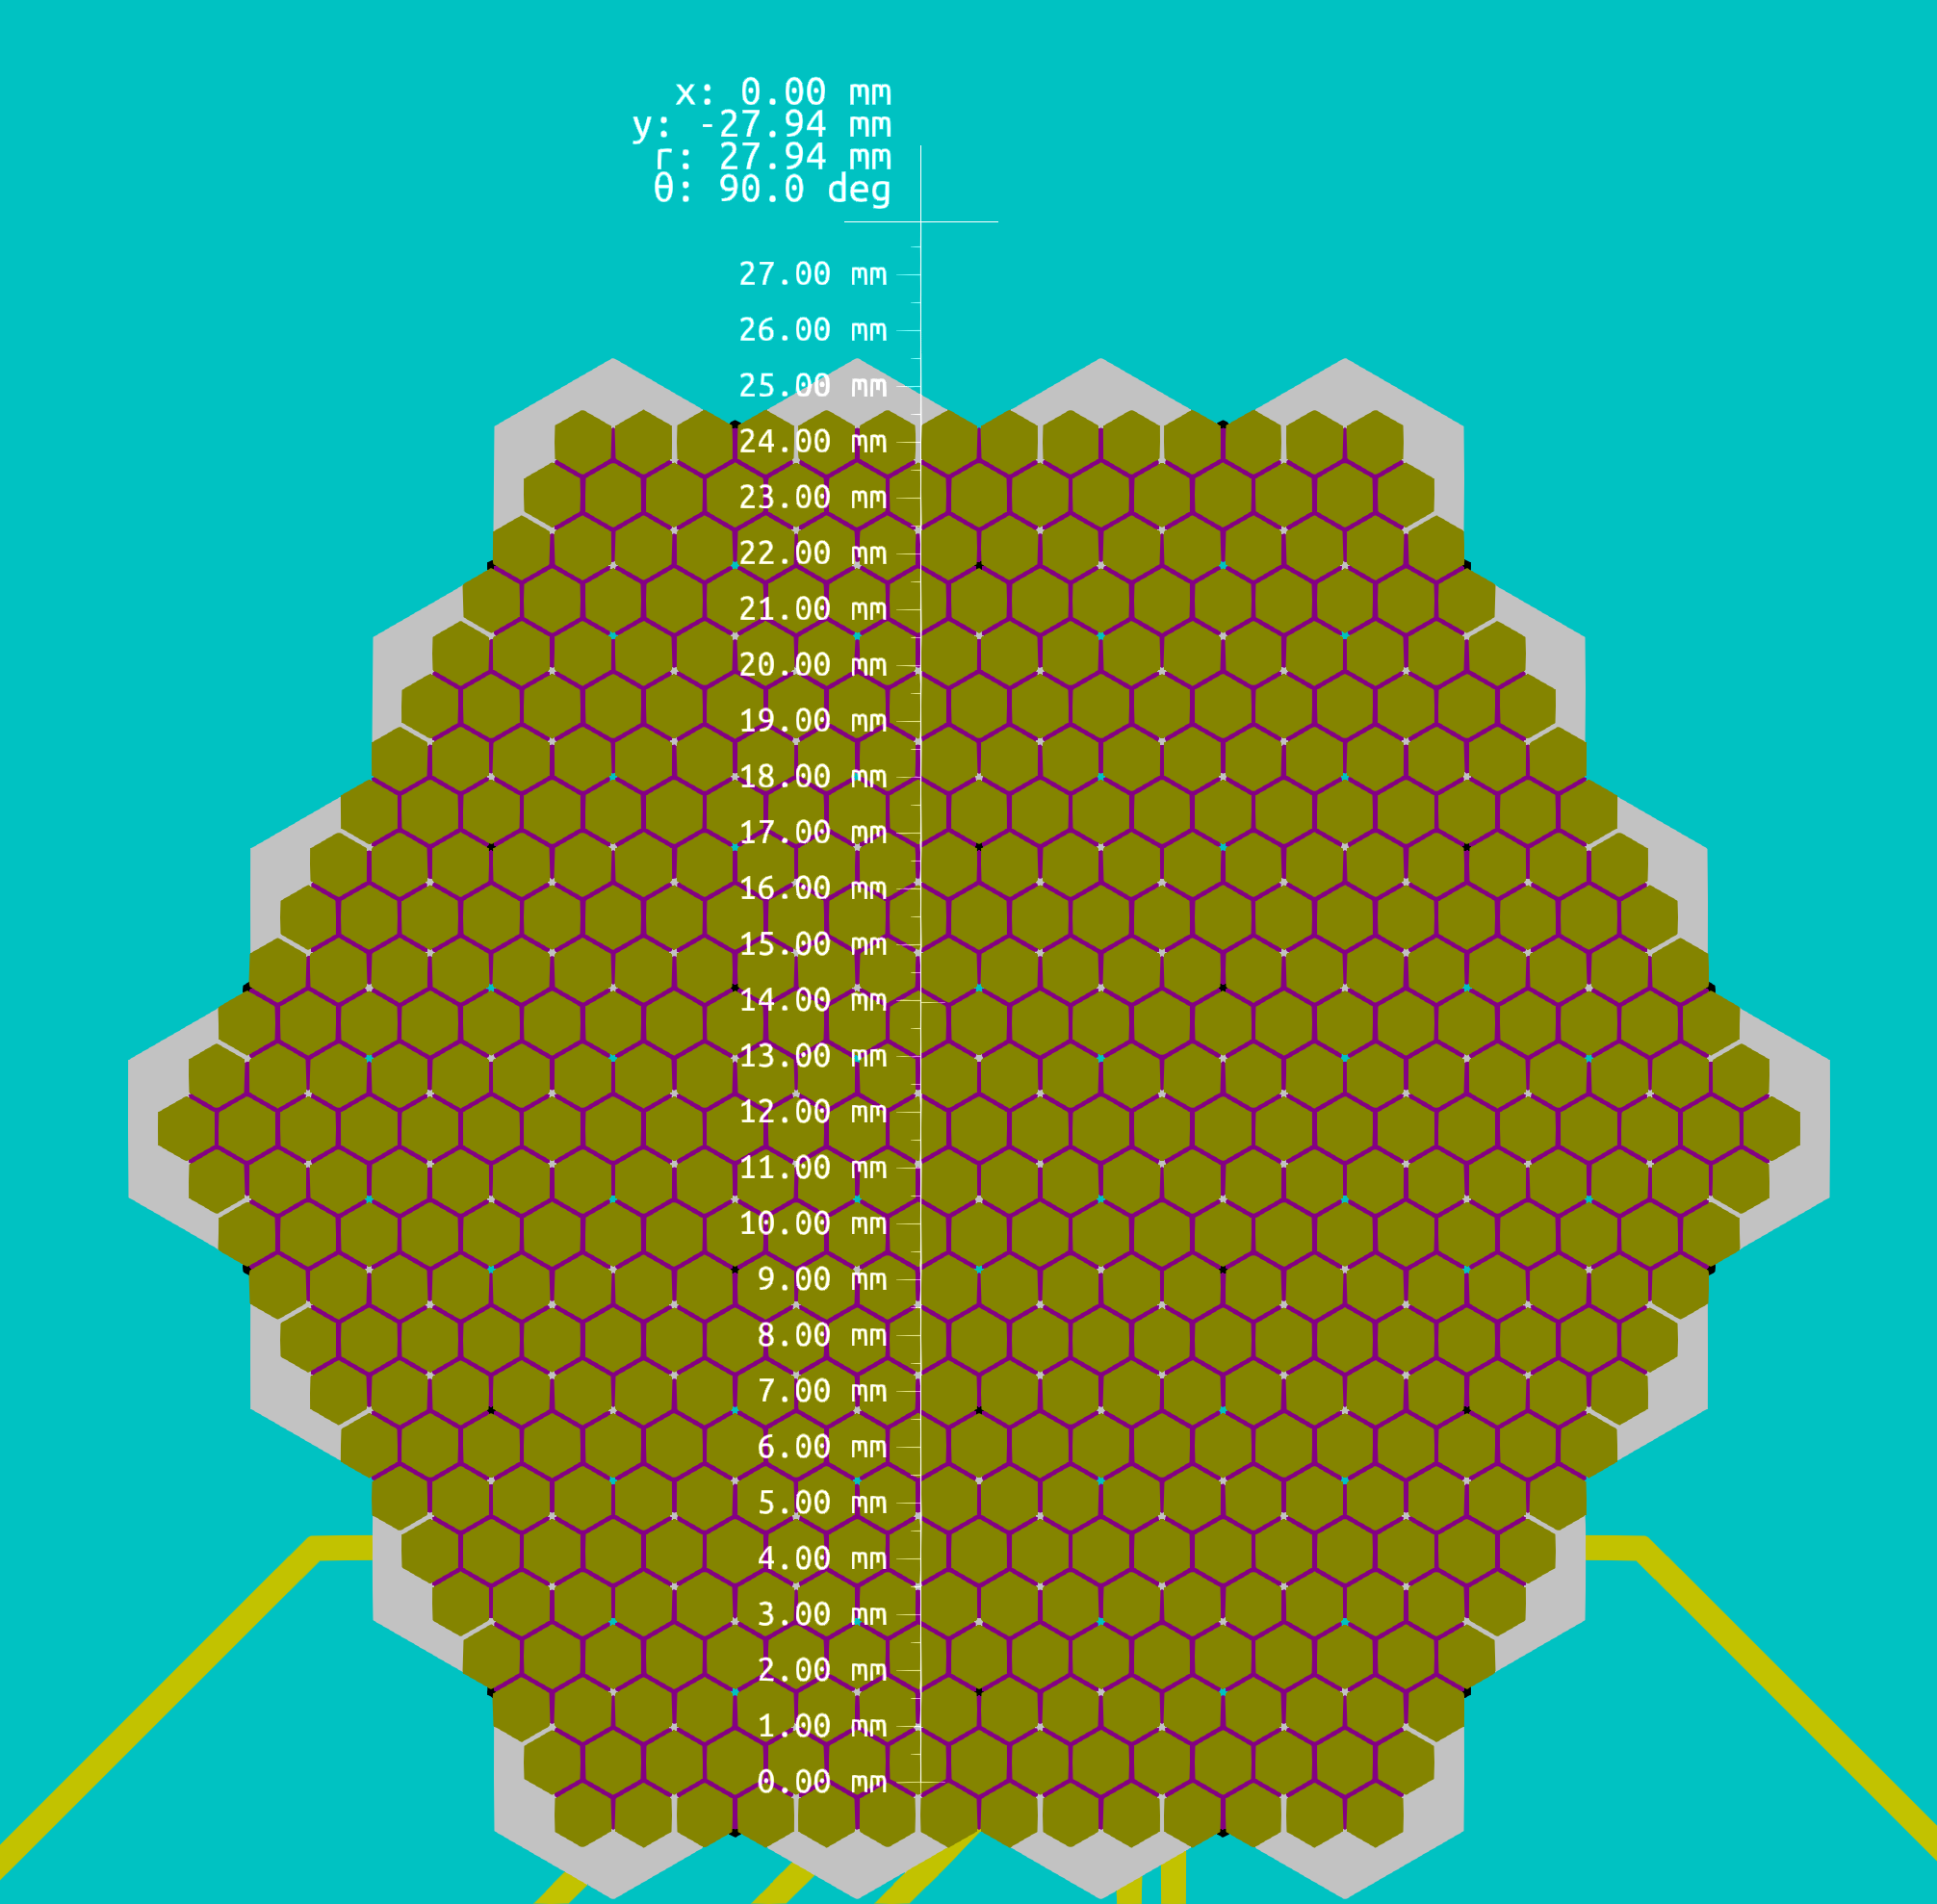 x: 0.00 mm
y: -27.94 mm
r: 27.94 mm
θ: 90.0 deg
27.00 mm
26.00 mm
25.00 mm
24.00 mm
23.00 mm
22.00 mm
21.00 mm
20.00 mm
19.00 mm
18.00 mm
17.00 mm
16.00 mm
15.00 mm
14.00 mm
13.00 mm
12.00 mm
11.00 mm
10.00 mm
9.00 mm
8.00 mm
7.00 mm
6.00 mm
5.00 mm
4.00 mm
3.00 mm
2.00 mm
1.00 mm
0.00 mm